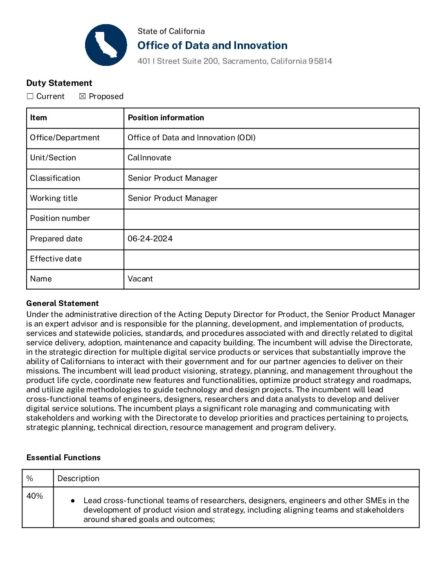 State of California
Office of Data and Innovation
401 I Street Suite 200, Sacramento, California 95814
Duty Statement
☐ Current ☒ Proposed
Item Position information
Office/Department Office of Data and Innovation (ODI)
Unit/Section CalInnovate
Classification Senior Product Manager
Working title Senior Product Manager
Position number
Prepared date 06-24-2024
Effective date
Name Vacant
General Statement
Under the administrative direction of the Acting Deputy Director for Product, the Senior Product Manager
is an expert advisor and is responsible for the planning, development, and implementation of products,
services and statewide policies, standards, and procedures associated with and directly related to digital
service delivery, adoption, maintenance and capacity building. The incumbent will advise the Directorate,
in the strategic direction for multiple digital service products or services that substantially improve the
ability of Californians to interact with their government and for our partner agencies to deliver on their
missions. The incumbent will lead product visioning, strategy, planning, and management throughout the
product life cycle, coordinate new features and functionalities, optimize product strategy and roadmaps,
and utilize agile methodologies to guide technology and design projects. The incumbent will lead
cross-functional teams of engineers, designers, researchers and data analysts to develop and deliver
digital service solutions. The incumbent plays a significant role managing and communicating with
stakeholders and working with the Directorate to develop priorities and practices pertaining to projects,
strategic planning, technical direction, resource management and program delivery.
Essential Functions
% Description
40% ● Lead cross-functional teams of researchers, designers, engineers and other SMEs in the
development of product vision and strategy, including aligning teams and stakeholders
around shared goals and outcomes;